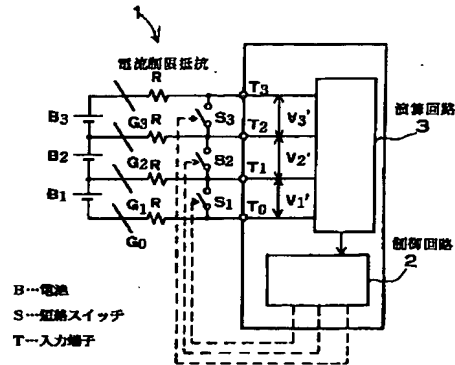 1
電流制限抵抗
R
T3
B3
G3
R
S3
T2
V3'
演算回路
3
B2
G2
R
S2
T1
V2'
B1
G1
R
S1
T0
V1'
G0
制御回路
2
B…電池
S…短絡スイッチ
T…入力端子